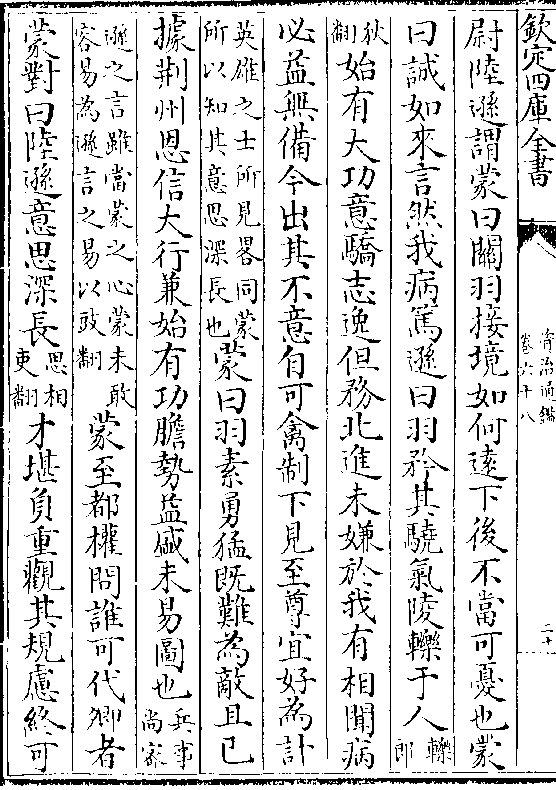 欽定四庫全書
資治通鑑
卷六十八
二十
尉陸遜謂蒙曰關羽接境如何逺下後不當可憂也蒙
曰誠如來言然我病篤遜曰羽矜其驍氣陵轢于人轢郎
狄翻始有大功意驕志逸但務北進未嫌於我有相聞病
必益無備今出其不意自可禽制下見至尊宜好為計
英雄之士所見畧同蒙所以知其意思深長也蒙曰羽素勇猛既難為敵且已
據荆州恩信大行兼始有功膽勢益盛未易圖也兵事尚宻
遜之言雖當蒙之心蒙未敢容易為遜言之易以豉翻蒙至都權問誰可代卿者
蒙對曰陸遜意思深長思相吏翻才堪負重觀其規慮終可